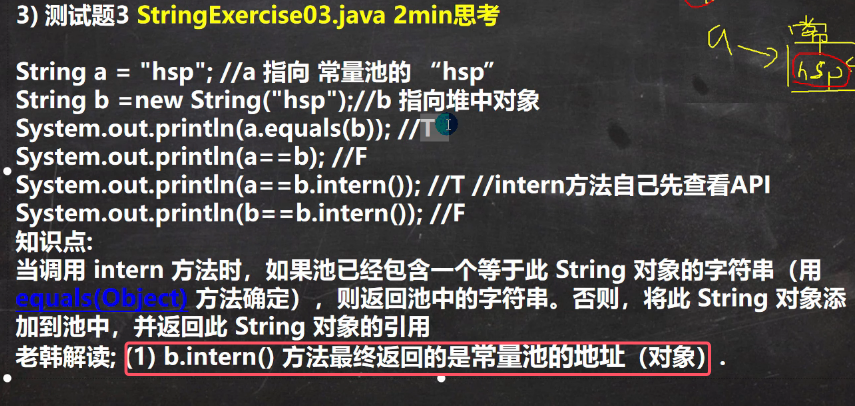 3) 测试题3 StringExercise03.java 2min思考
String a = "hsp"; //a 指向 常量池的 “hsp”
String b =new String("hsp");//b 指向堆中对象
System.out.println(a.equals(b)); //T
System.out.println(a==b); //F
System.out.println(a==b.intern()); //T //intern方法自己先查看API
System.out.println(b==b.intern()); //F
知识点:
当调用 intern 方法时，如果池已经包含一个等于此 String 对象的字符串（用
equals(Object) 方法确定），则返回池中的字符串。否则，将此 String 对象添
加到池中，并返回此 String 对象的引用
老韩解读; (1) b.intern() 方法最终返回的是常量池的地址（对象）.
常
a
hsp